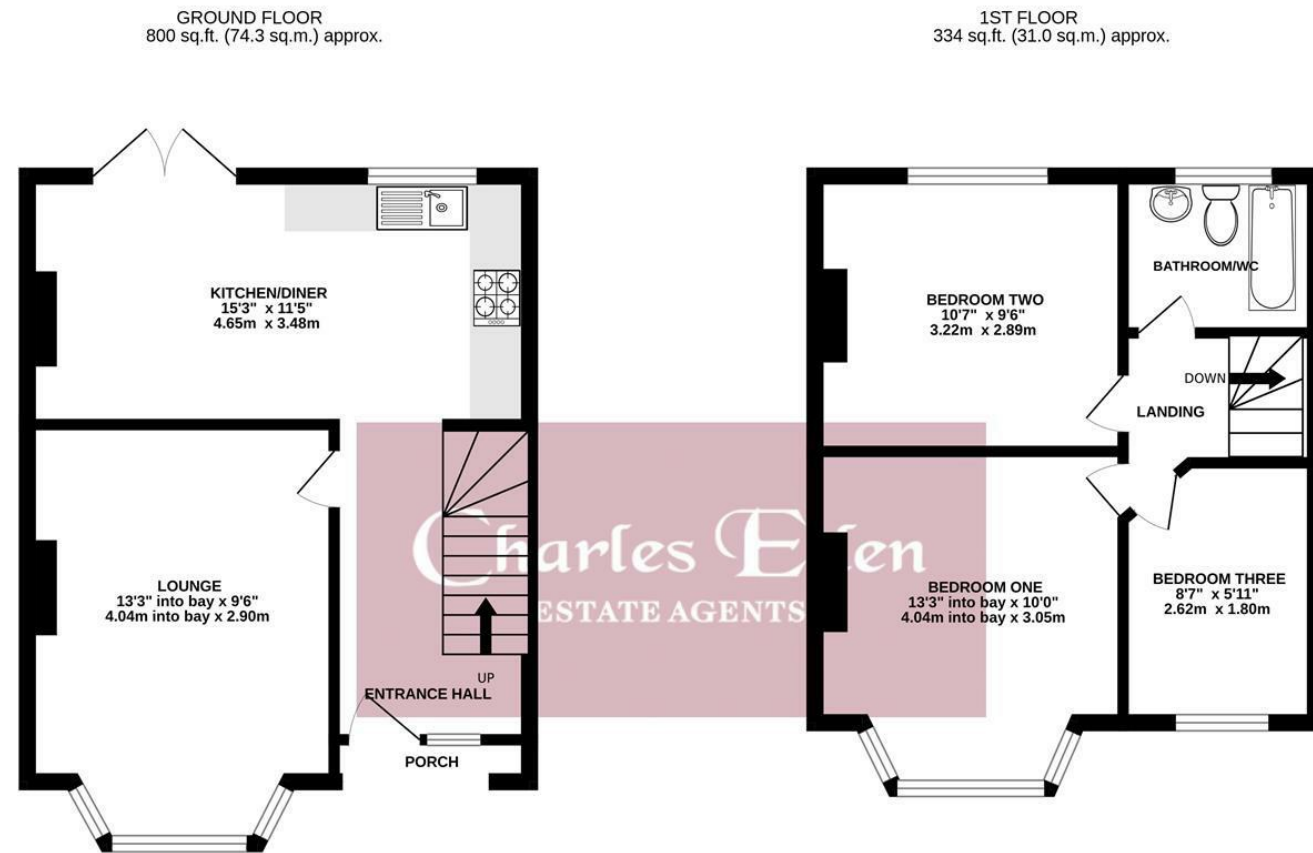 GROUND FLOOR
800 sq.ft. (74.3 sq.m.) approx.
1ST FLOOR
334 sq.ft. (31.0 sq.m.) approx.
KITCHEN/DINER
15'3" x 11'5"
4.65m x 3.48m
LOUNGE
13'3" into bay x 9'6"
4.04m into bay x 2.90m
UP
ENTRANCE HALL
PORCH
Charles Eden
ESTATE AGENTS
BATHROOM/WC
BEDROOM TWO
10'7" x 9'6"
3.22m x 2.89m
DOWN
LANDING
BEDROOM ONE
13'3" into bay x 10'0"
4.04m into bay x 3.05m
BEDROOM THREE
8'7" x 5'11"
2.62m x 1.80m